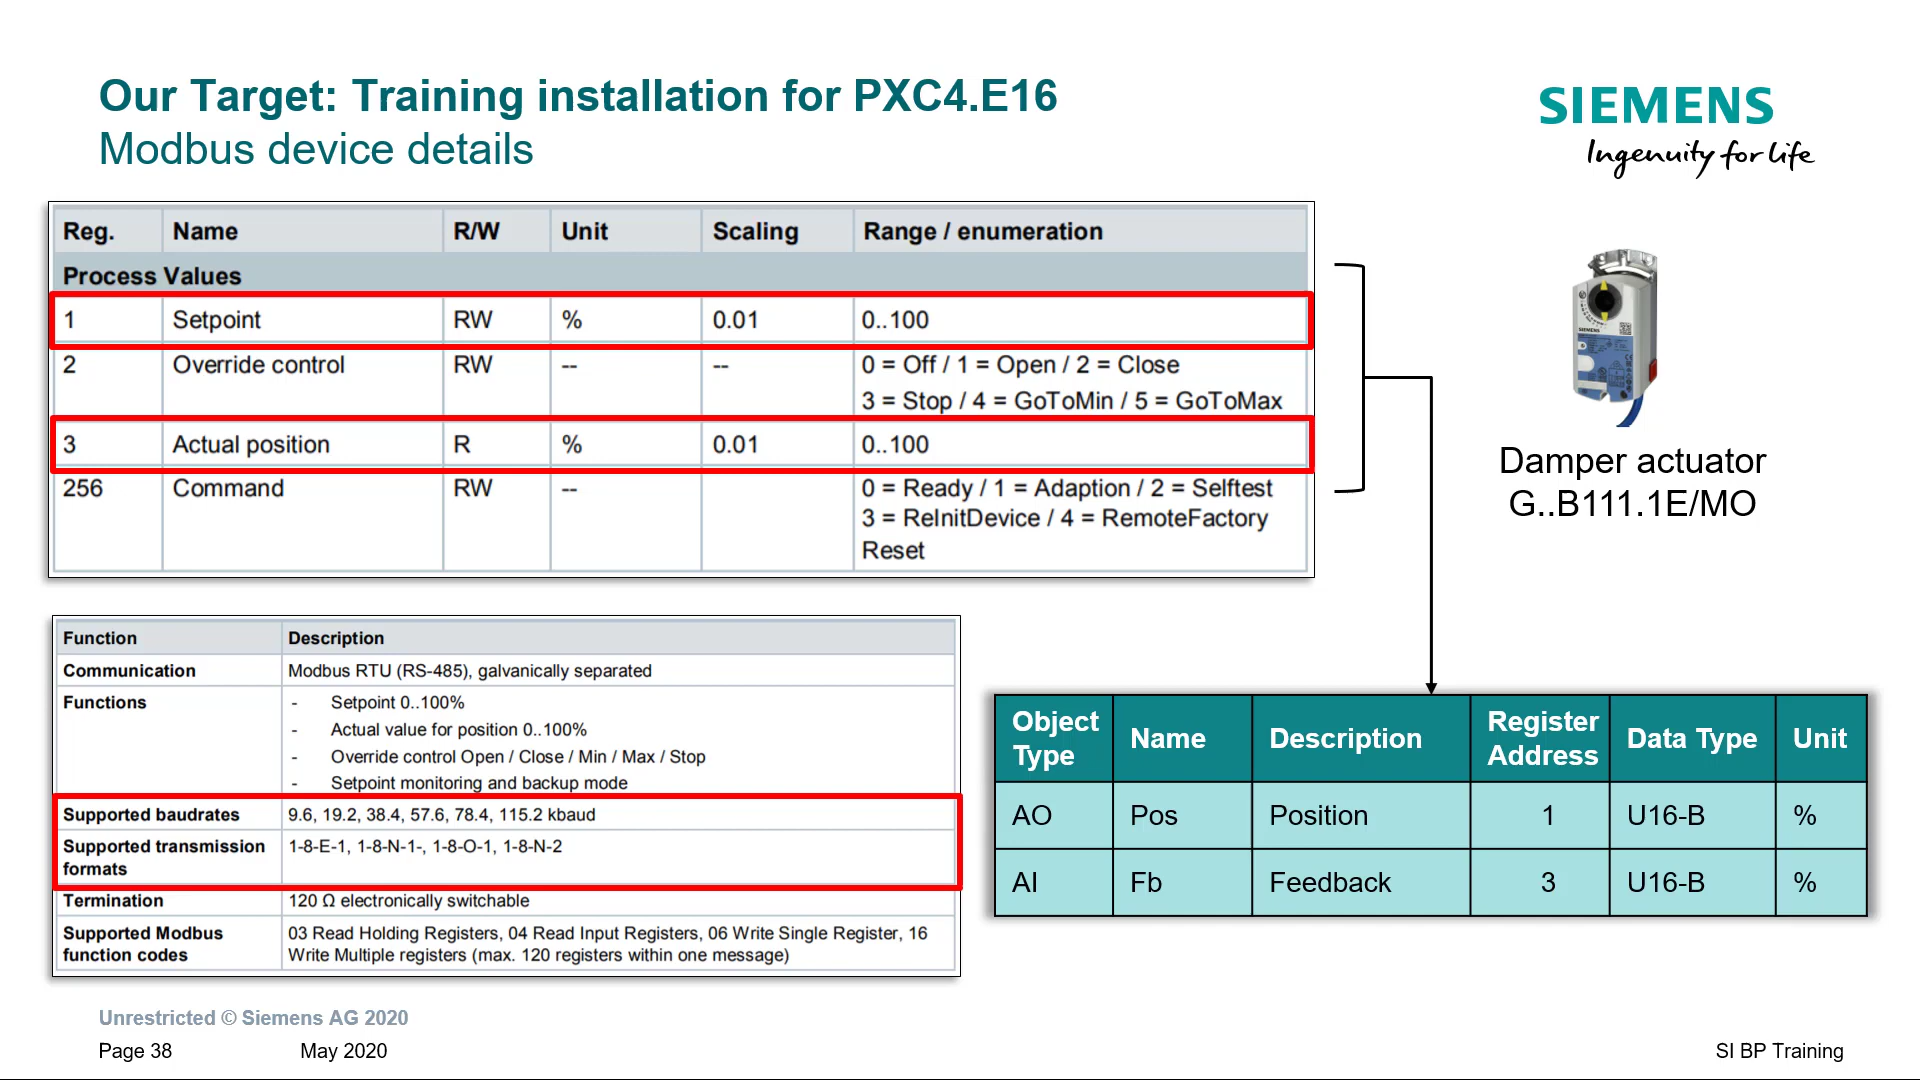 Our Target: Training installation for PXC4.E16
Modbus device details
SIEMENS
Ingenuity for life
Reg. Name R/W Unit Scaling Range / enumeration
Process Values
1 Setpoint RW % 0.01 0..100
2 Override control RW -- -- 0 = Off / 1 = Open / 2 = Close
3 = Stop / 4 = GoToMin / 5 = GoToMax
3 Actual position R % 0.01 0..100
256 Command RW -- 0 = Ready / 1 = Adaption / 2 = Selftest
3 = ReInitDevice / 4 = RemoteFactory
Reset
SIEMENS
Damper actuator
G..B111.1E/MO
Function Description
Communication Modbus RTU (RS-485), galvanically separated
Functions - Setpoint 0..100%
- Actual value for position 0..100%
- Override control Open / Close / Min / Max / Stop
- Setpoint monitoring and backup mode
Supported baudrates 9.6, 19.2, 38.4, 57.6, 78.4, 115.2 kbaud
Supported transmission 1-8-E-1, 1-8-N-1-, 1-8-O-1, 1-8-N-2
formats
Termination 120 Ω electronically switchable
Supported Modbus 03 Read Holding Registers, 04 Read Input Registers, 06 Write Single Register, 16
function codes Write Multiple registers (max. 120 registers within one message)
Object Type Name Description Register Address Data Type Unit
AO Pos Position 1 U16-B %
AI Fb Feedback 3 U16-B %
Unrestricted © Siemens AG 2020
Page 38 May 2020 SI BP Training